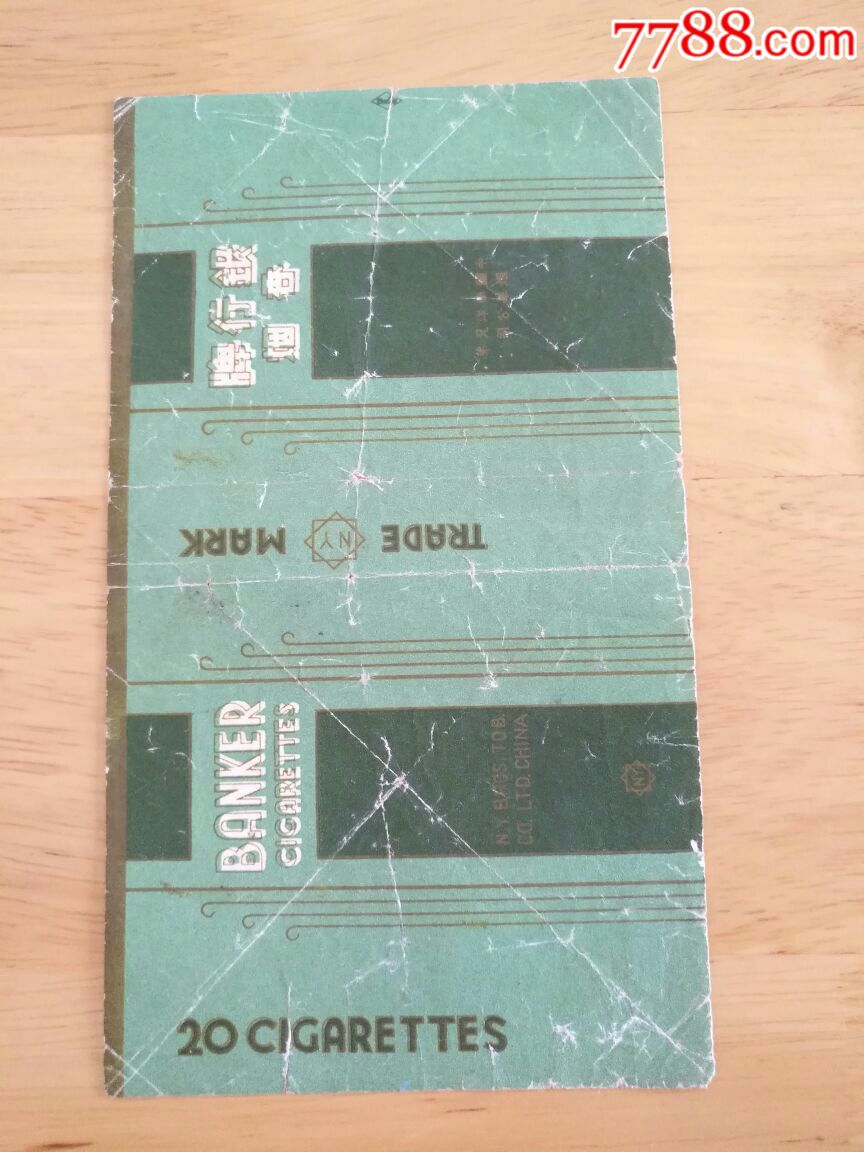 7788.com
銀行牌
香烟
TRADE NY MARK
BANKER
CIGARETTES
N.Y. BROS. TOB.
CO. LTD. CHINA.
NY
20 CIGARETTES